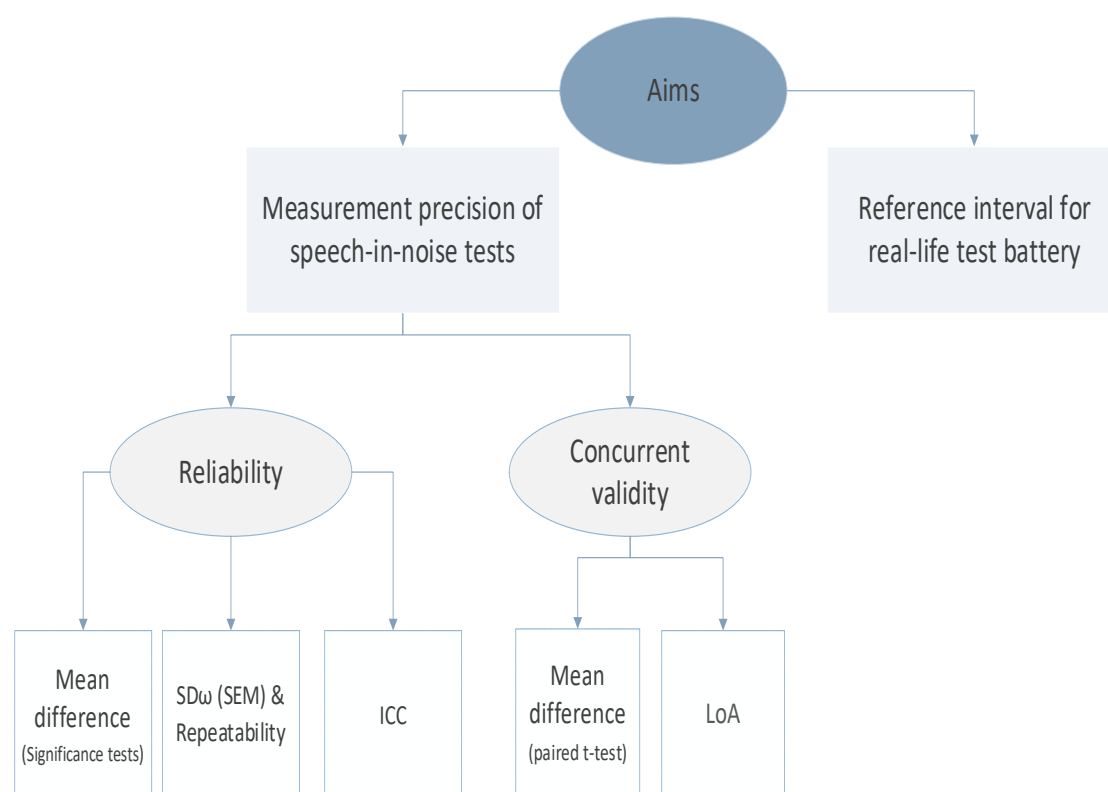 Aims
Measurement precision of
speech-in-noise tests
Reference interval for
real-life test battery
Reliability
Concurrent
validity
Mean
difference
(Significance tests)
SDω (SEM) &
Repeatability
ICC
Mean
difference
(paired t-test)
LoA